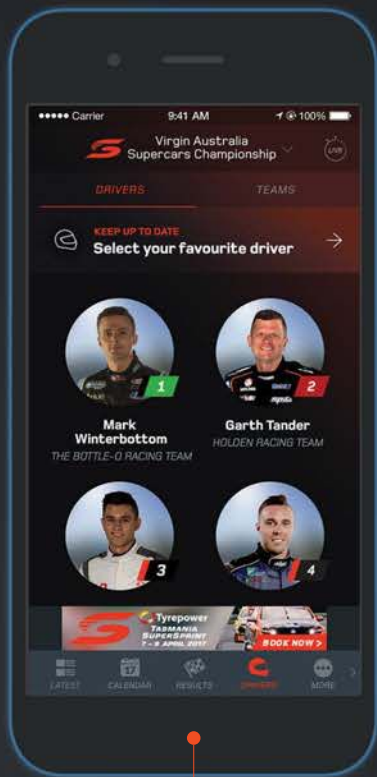 Carrier 9:41 AM 100%
Virgin Australia
Supercars Championship
LIVE
DRIVERS TEAMS
KEEP UP TO DATE
Select your favourite driver
1 2
Mark
Winterbottom
THE BOTTLE-O RACING TEAM
Garth Tander
HOLDEN RACING TEAM
3 4
Tyrepower
TASMANIA
SUPERSPRINT
7 - 9 APRIL 2017
BOOK NOW >
17
LATEST CALENDAR RESULTS DRIVERS MORE